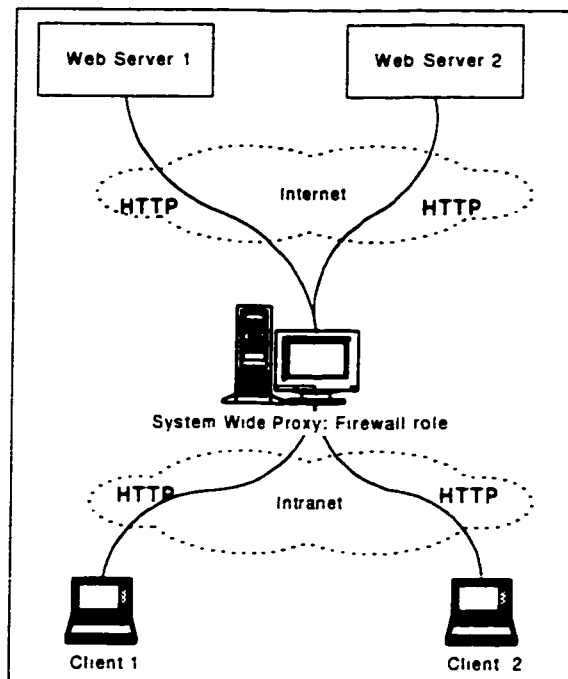 Web Server 1
Web Server 2
Internet
HTTP
HTTP
System Wide Proxy: Firewall role
HTTP
HTTP
Intranet
Client 1
Client 2